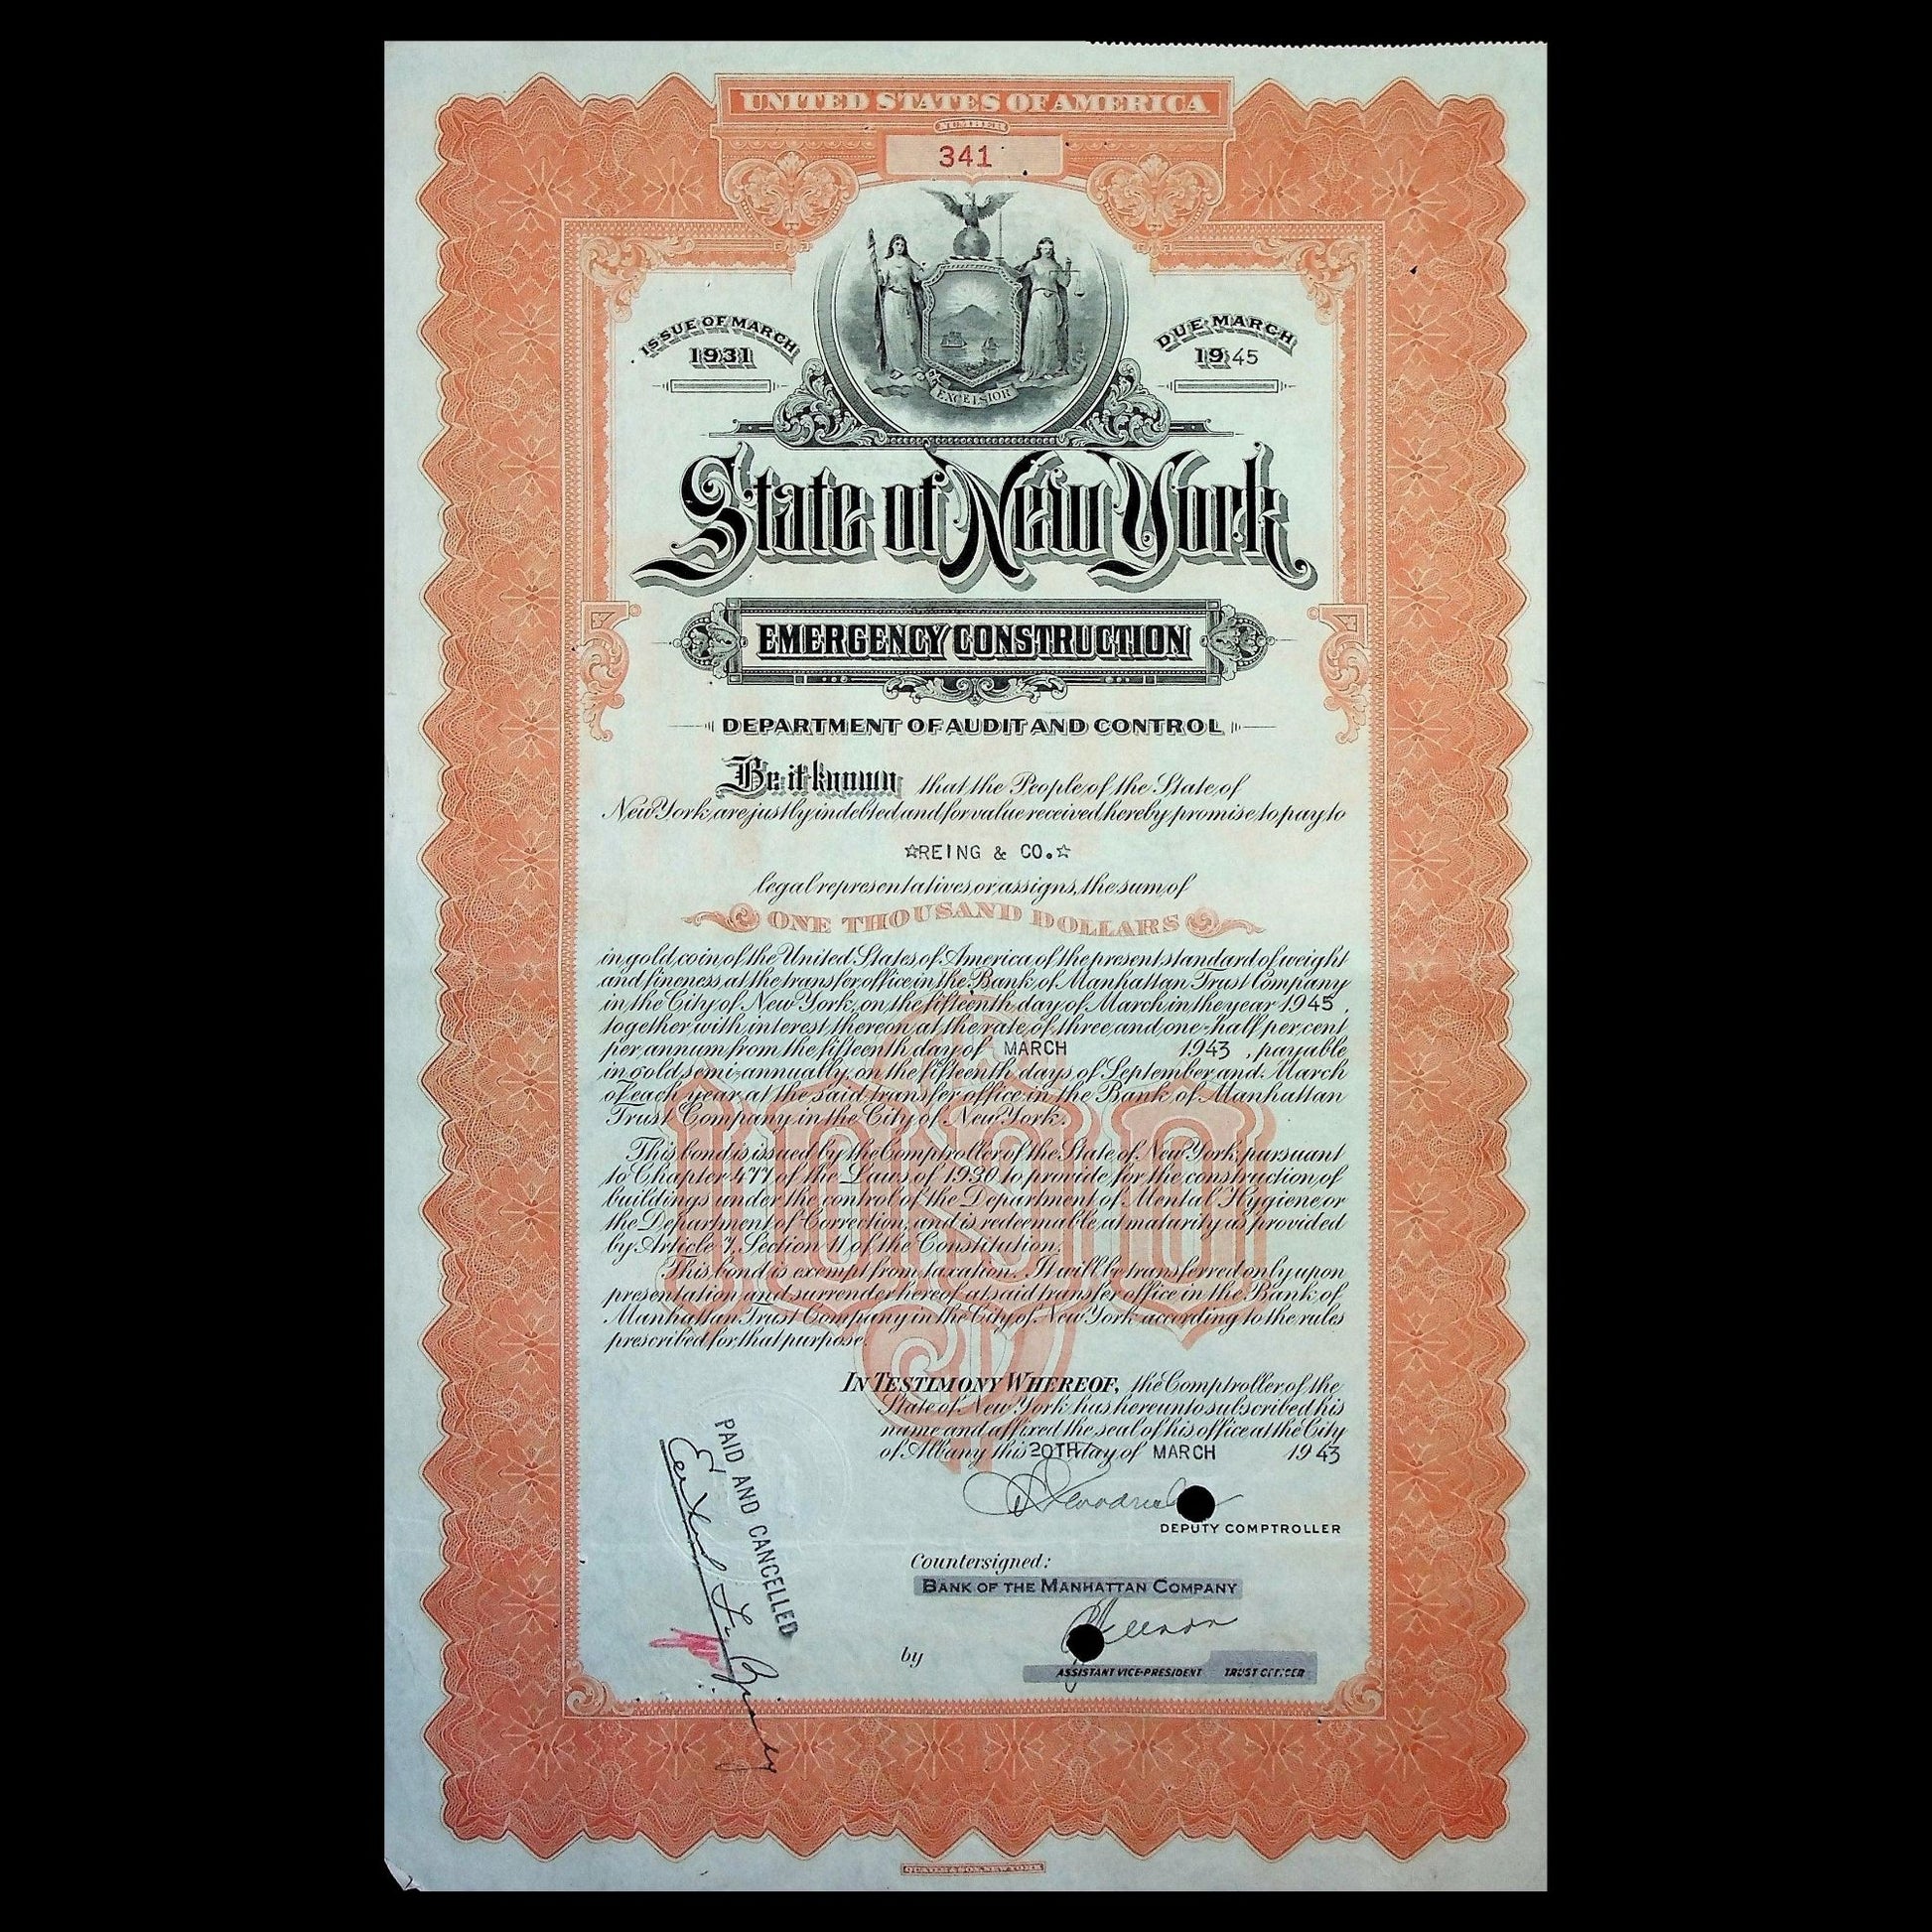 UNITED STATES OF AMERICA
NUMBER
341
ISSUE OF MARCH
1931
DUE MARCH
1945
EXCELSIOR
State of New York
EMERGENCY CONSTRUCTION
DEPARTMENT OF AUDIT AND CONTROL
Be it known that the People of the State of
New York, are justly indebted and for value received hereby promise to pay to
☆REING & CO.☆
legal representatives, or assigns, the sum of
ONE THOUSAND DOLLARS
in gold coin of the United States of America of the present standard of weight
and fineness, at the transfer office in the Bank of Manhattan Trust Company
in the City of New York, on the fifteenth day of March in the year 1945,
together with interest thereon at the rate of three and one-half per cent
per annum from the fifteenth day of MARCH 1943, payable
in gold semi-annually, on the fifteenth days of September and March
of each year, at the said transfer office in the Bank of Manhattan
Trust Company in the City of New York.
This bond is issued by the Comptroller of the State of New York, pursuant
to Chapter 477 of the Laws of 1930 to provide for the construction of
buildings under the control of the Department of Mental Hygiene or
the Department of Correction, and is redeemable at maturity as provided
by Article 7, Section 11 of the Constitution.
This bond is exempt from taxation. It will be transferred only upon
presentation and surrender hereof at said transfer office in the Bank of
Manhattan Trust Company in the City of New York according to the rules
prescribed for that purpose.
IN TESTIMONY WHEREOF, the Comptroller of the
State of New York has hereunto subscribed his
name and affixed the seal of his office at the City
of Albany this 20TH day of MARCH 1943
DEPUTY COMPTROLLER
Countersigned:
BANK OF THE MANHATTAN COMPANY
by
ASSISTANT VICE-PRESIDENT TRUST OFFICER
PAID AND CANCELLED
$1000
QUAYLE & SON, NEW YORK